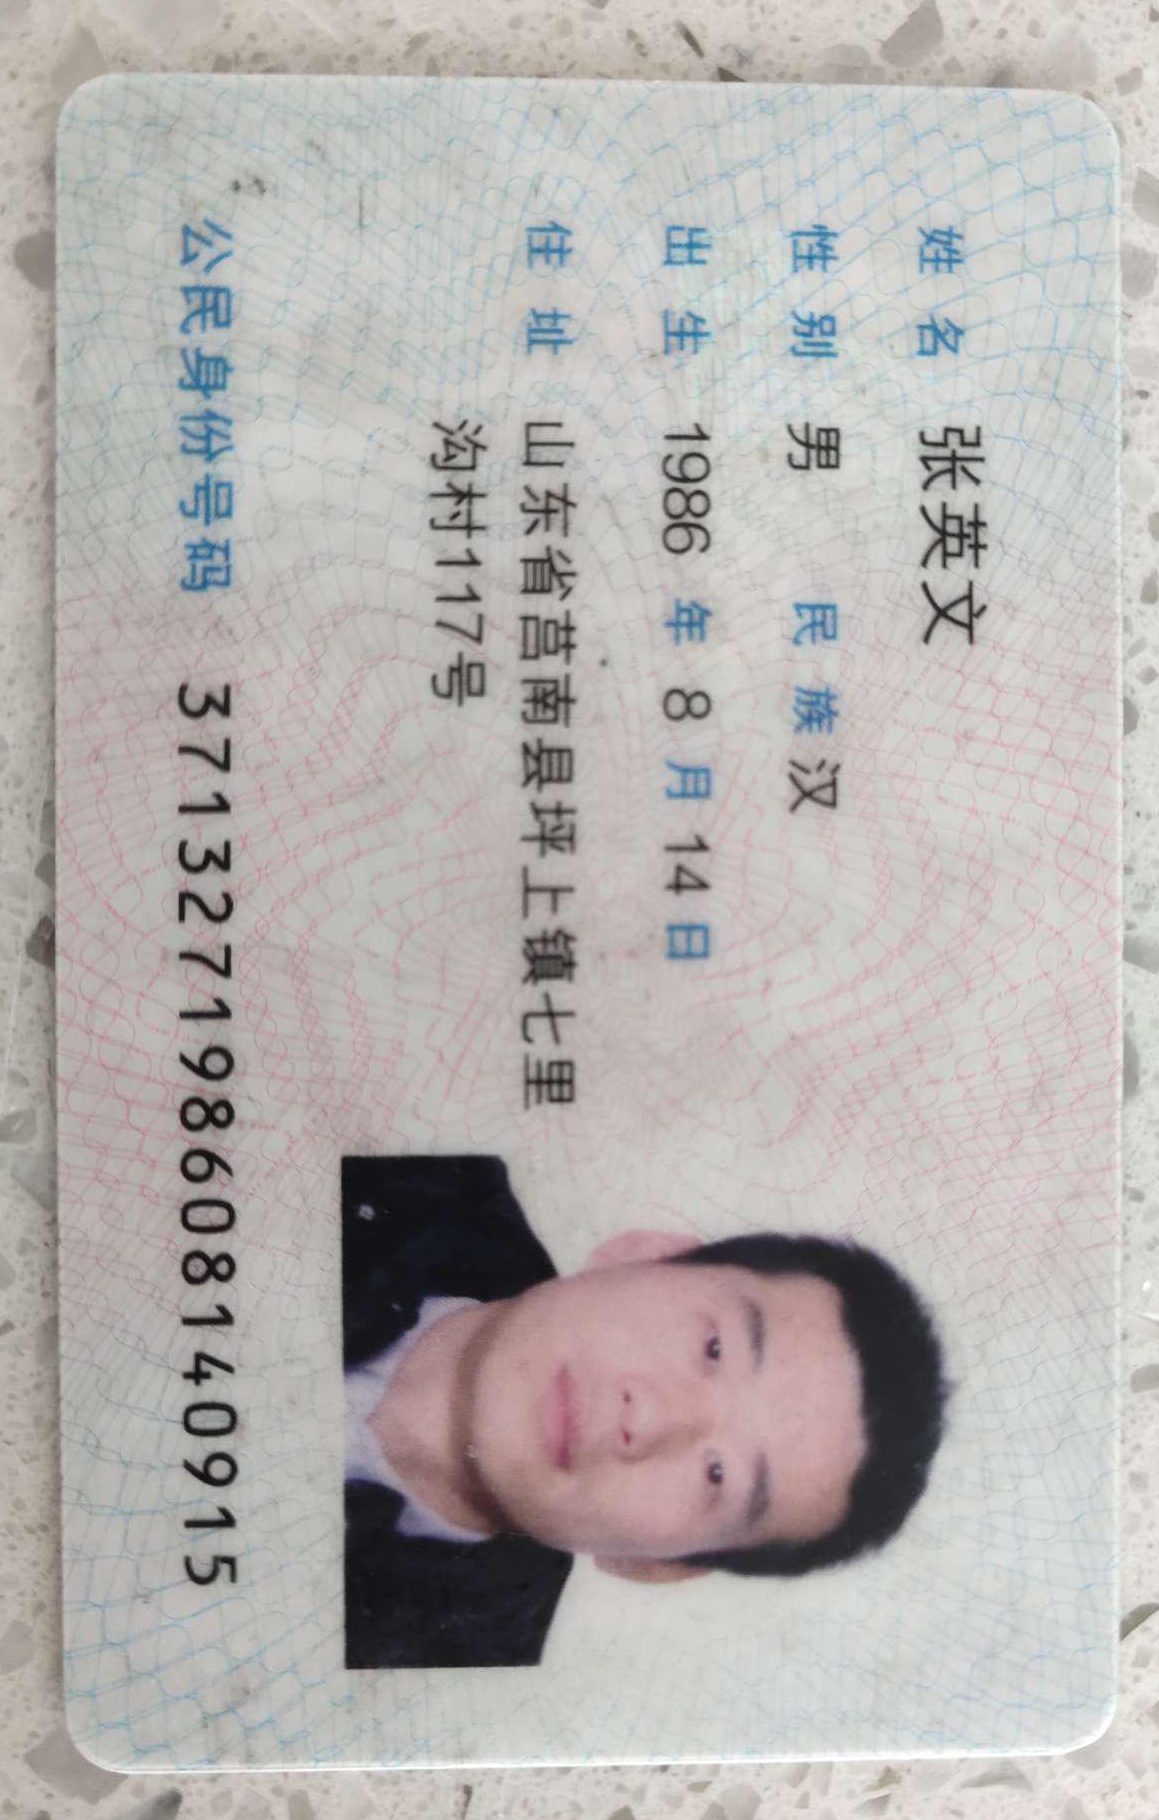 姓名 张英文
性别 男 民族 汉
出生 1986 年 8 月 14 日
住址 山东省莒南县坪上镇七里
沟村117号
公民身份号码 371327198608140915